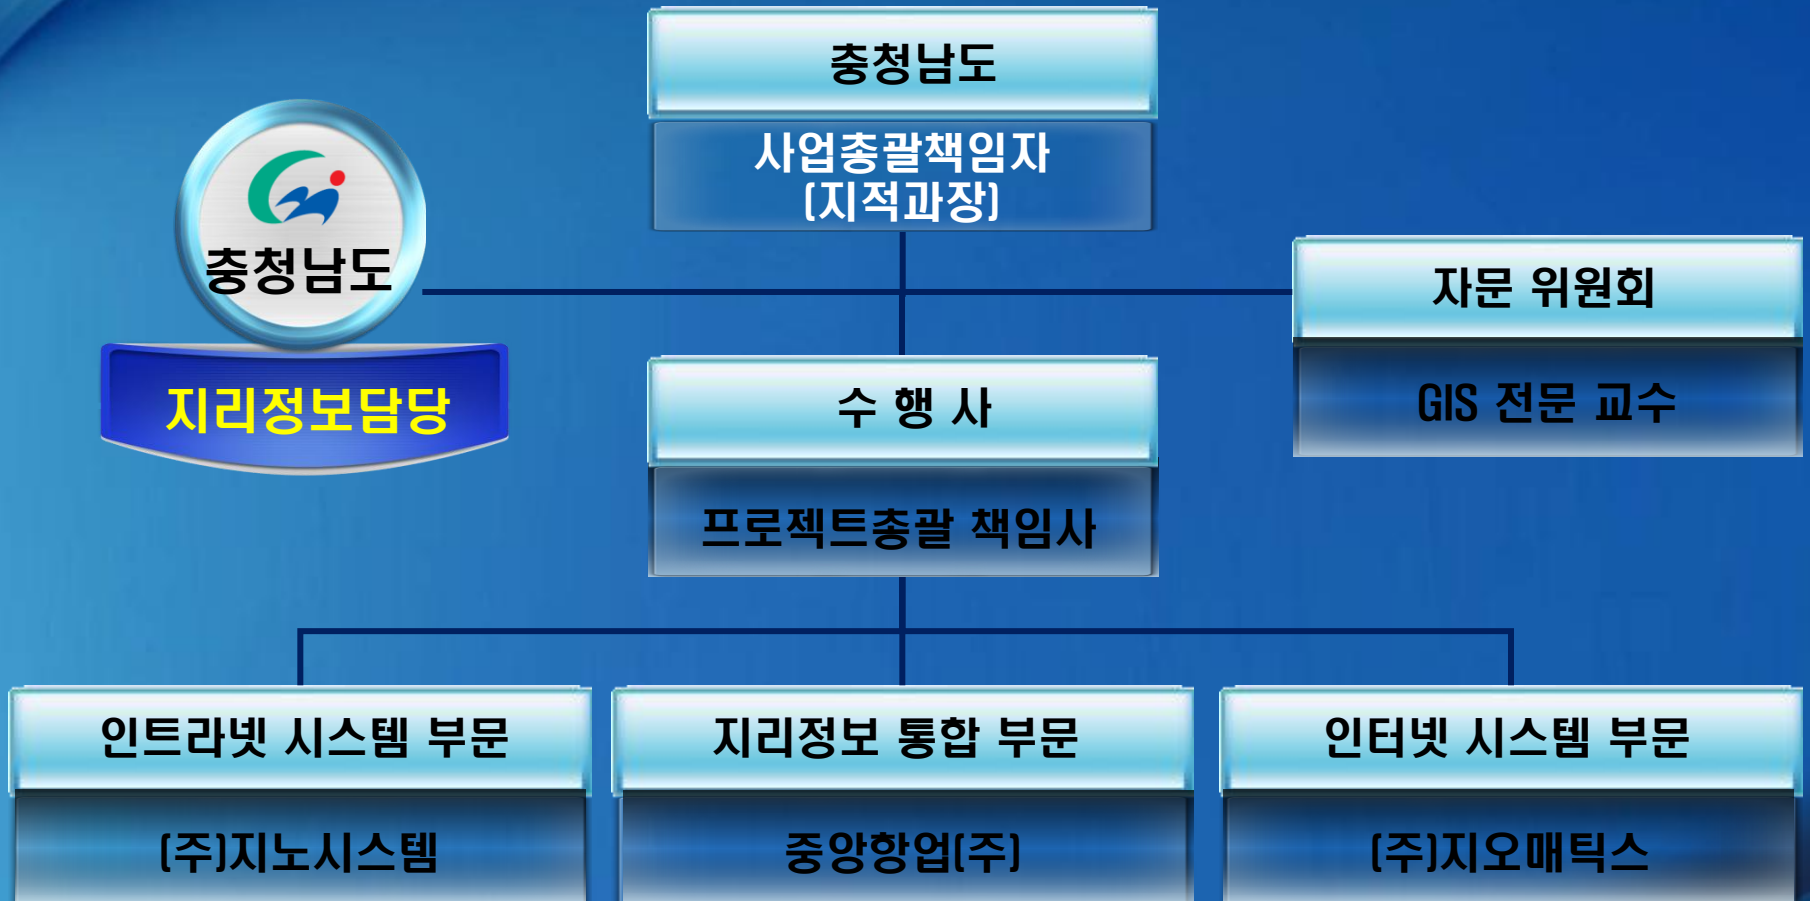 충청남도
사업총괄책임자
(지적과장)
충청남도
지리정보담당
자문 위원회
GIS 전문 교수
수 행 사
프로젝트총괄 책임사
인트라넷 시스템 부문
(주)지노시스템
지리정보 통합 부문
중앙항업(주)
인터넷 시스템 부문
(주)지오매틱스